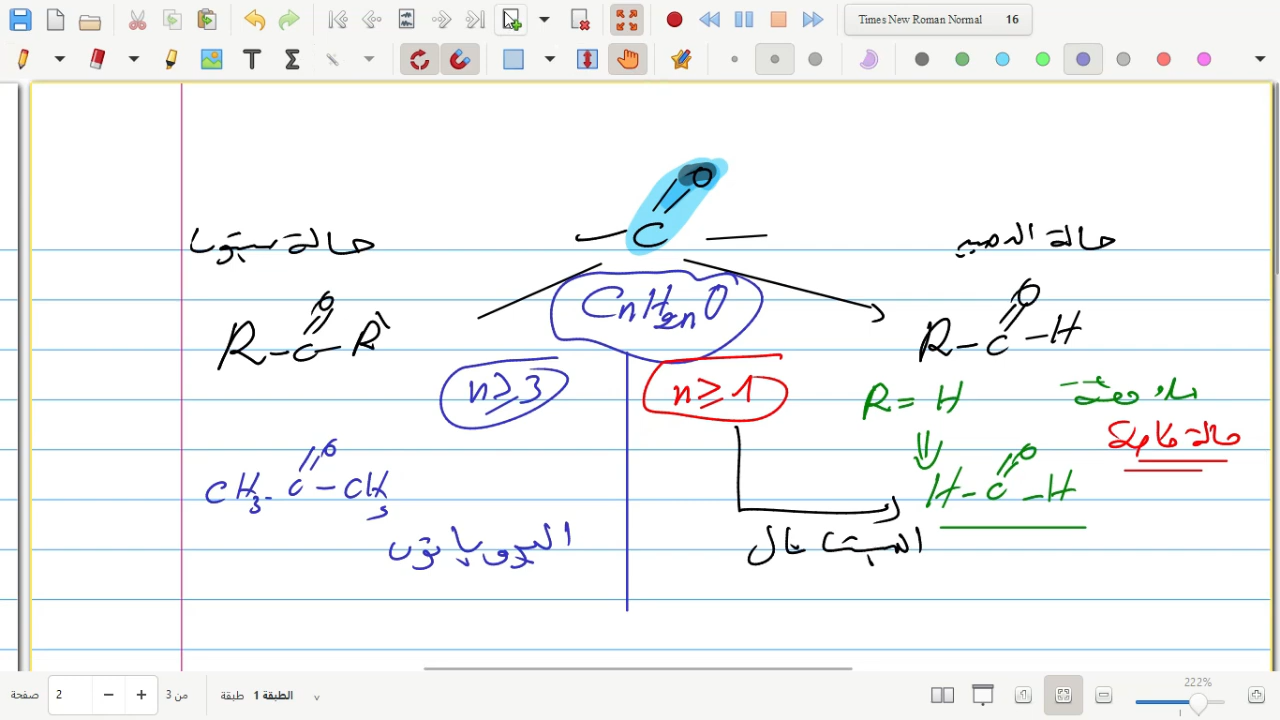 Times New Roman Normal 16
O
C
حالة سيتون
حالة
CnH2nO
R-C-R'
O
R-C-H
O
n≥3
n≥1
R= H
ملاحظة
حالة خاصة
CH3-C-CH3
O
H-C-H
O
البروبانون
الميثانال
222%
صفحة 2 من 3
طبقة الطبقة 1